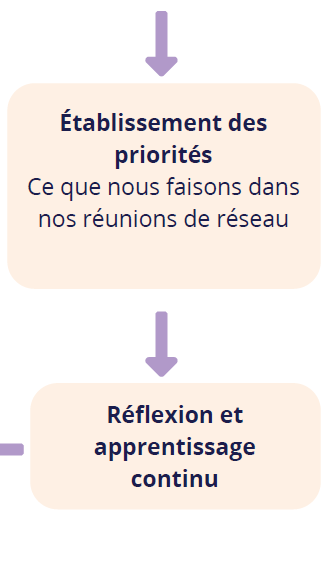 Établissement des
priorités
Ce que nous faisons dans
nos réunions de réseau
Réflexion et
apprentissage
continu